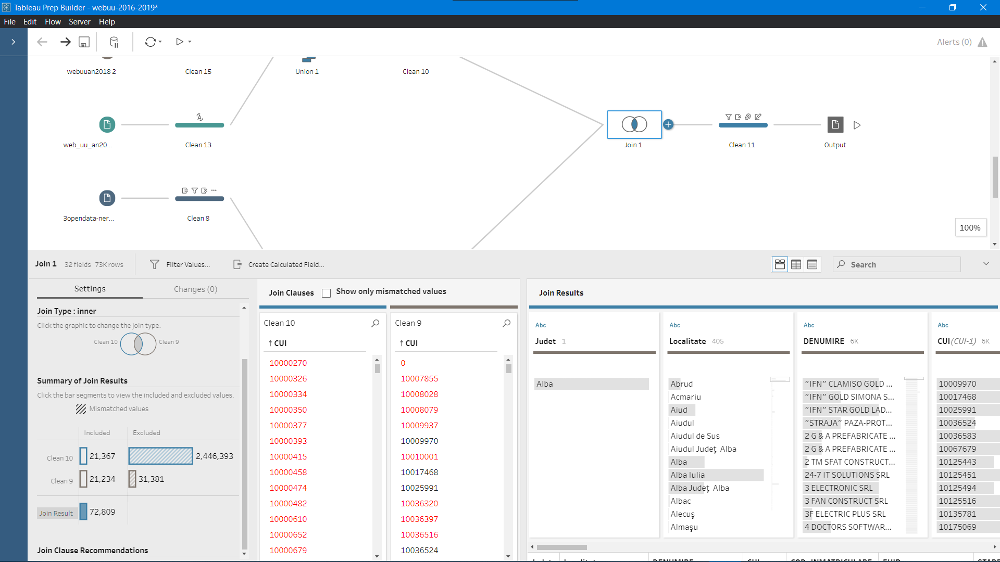 Tableau Prep Builder - webuu-2016-2019*
File Edit Flow Server Help
Alerts (0)
webuuan2018 2 Clean 15 Union 1 Clean 10
web_uu_an20... Clean 13 Join 1 Clean 11 Output
3opendata-ner... Clean 8
100%
Join 1 32 fields 73K rows Filter Values... Create Calculated Field... Search
Settings Changes (0)
Join Type : inner
Click the graphic to change the join type.
Clean 10 Clean 9
Summary of Join Results
Click the bar segments to view the included and excluded values.
Mismatched values
Included Excluded
Clean 10 21,367 2,446,393
Clean 9 21,234 31,381
Join Result 72,809
Join Clause Recommendations
Join Clauses Show only mismatched values
Clean 10
CUI
10000270
10000326
10000334
10000350
10000377
10000393
10000415
10000458
10000474
10000482
10000610
10000652
10000679
Clean 9
CUI
0
10007855
10008028
10008079
10009937
10009970
10010001
10017468
10025991
10036320
10036397
10036516
10036524
Join Results
Abc
Judet 1
Alba
Abc
Localitate 405
Abrud
Acmariu
Aiud
Aiudul
Aiudul de Sus
Aiudul Județ Alba
Alba
Alba Iulia
Alba Județ Alba
Albac
Alecuş
Almaşu
Abc
DENUMIRE 6K
"IFN" CLAMISO GOLD ...
"IFN" GOLD SIMONA S...
"IFN" STAR GOLD LAD...
"STRAJA" PAZA-PROT...
2 G & A PREFABRICATE ...
2 G & A PREFABRICATE ...
2 TM SFAT CONSTRUCT...
24-7 IT SOLUTIONS SRL
3 ELECTRONIC SRL
3 FAN CONSTRUCT SRL
3F ELECTRIC PLUS SRL
4 DOCTORS SOFTWAR...
Abc
CUI (CUI-1) 6K
10009970
10017468
10025991
10036524
10036583
10067679
10125443
10125451
10125494
10125516
10135781
10175069